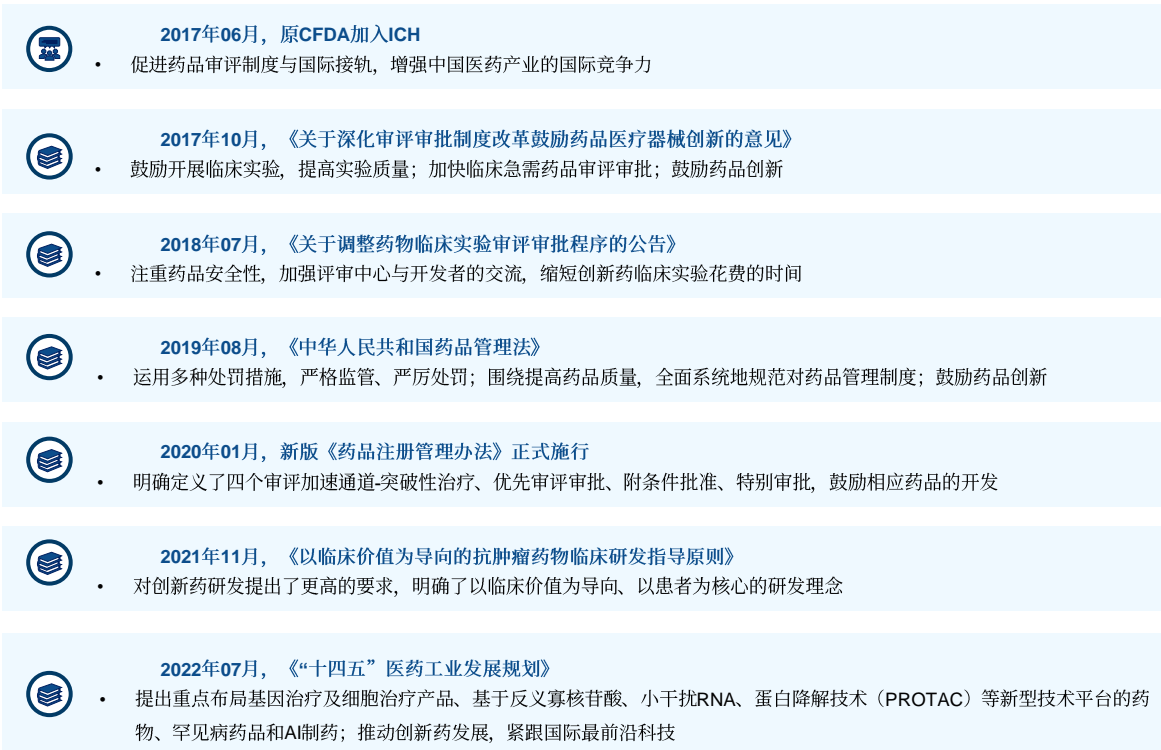 2017年06月，原CFDA加入ICH
• 促进药品审评制度与国际接轨，增强中国医药产业的国际竞争力
2017年10月，《关于深化审评审批制度改革鼓励药品医疗器械创新的意见》
• 鼓励开展临床实验，提高实验质量；加快临床急需药品审评审批；鼓励药品创新
2018年07月，《关于调整药物临床实验审评审批程序的公告》
• 注重药品安全性，加强评审中心与开发者的交流，缩短创新药临床实验花费的时间
2019年08月，《中华人民共和国药品管理法》
• 运用多种处罚措施，严格监管、严厉处罚；围绕提高药品质量，全面系统地规范对药品管理制度；鼓励药品创新
2020年01月，新版《药品注册管理办法》正式施行
• 明确定义了四个审评加速通道-突破性治疗、优先审评审批、附条件批准、特别审批，鼓励相应药品的开发
2021年11月，《以临床价值为导向的抗肿瘤药物临床研发指导原则》
• 对创新药研发提出了更高的要求，明确了以临床价值为导向、以患者为核心的研发理念
2022年07月，《“十四五”医药工业发展规划》
• 提出重点布局基因治疗及细胞治疗产品、基于反义寡核苷酸、小干扰RNA、蛋白降解技术（PROTAC）等新型技术平台的药
物、罕见病药品和AI制药；推动创新药发展，紧跟国际最前沿科技